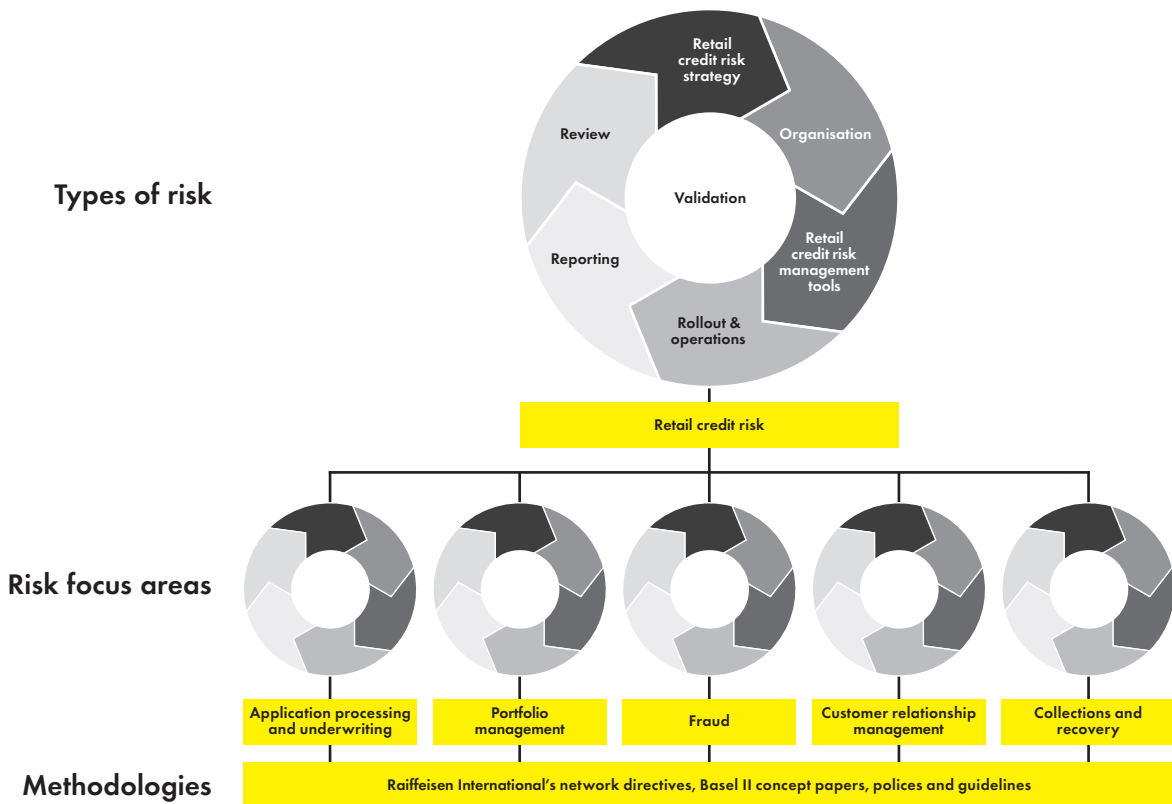 Types of risk
Retail
credit risk
strategy
Organisation
Retail
credit risk
management
tools
Rollout &
operations
Reporting
Review
Validation
Retail credit risk
Risk focus areas
Application processing
and underwriting
Portfolio
management
Fraud
Customer relationship
management
Collections and
recovery
Methodologies
Raiffeisen International's network directives, Basel II concept papers, polices and guidelines